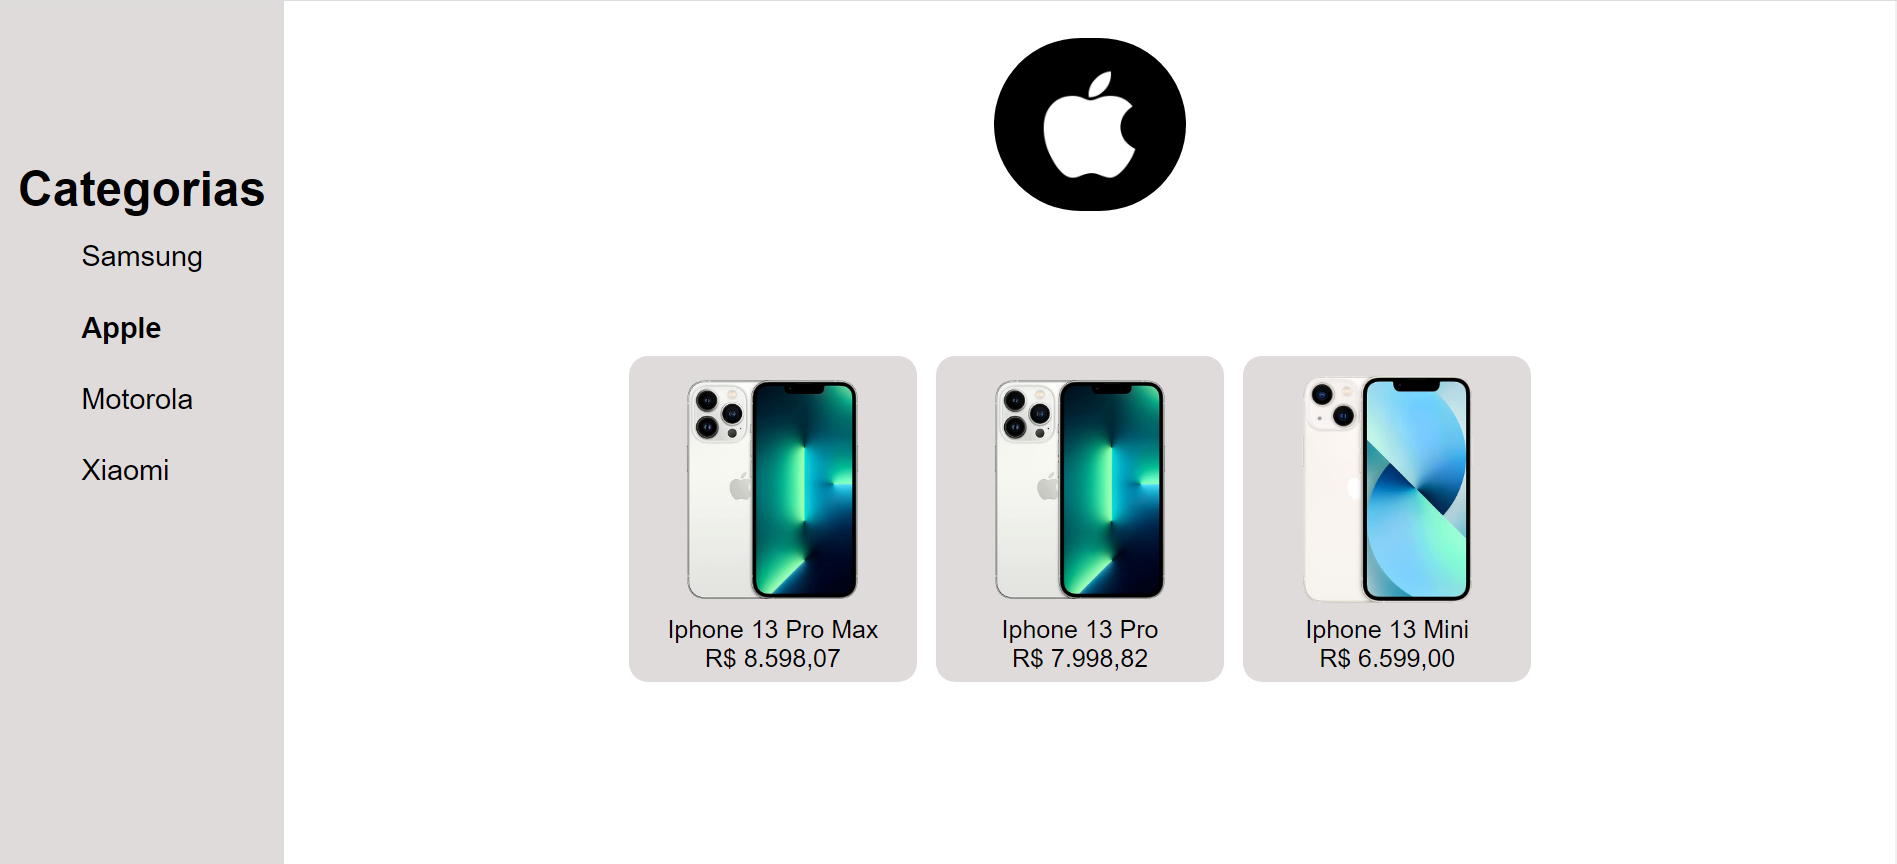 Categorias
Samsung
Apple
Motorola
Xiaomi
Iphone 13 Pro Max
R$ 8.598,07
Iphone 13 Pro
R$ 7.998,82
Iphone 13 Mini
R$ 6.599,00